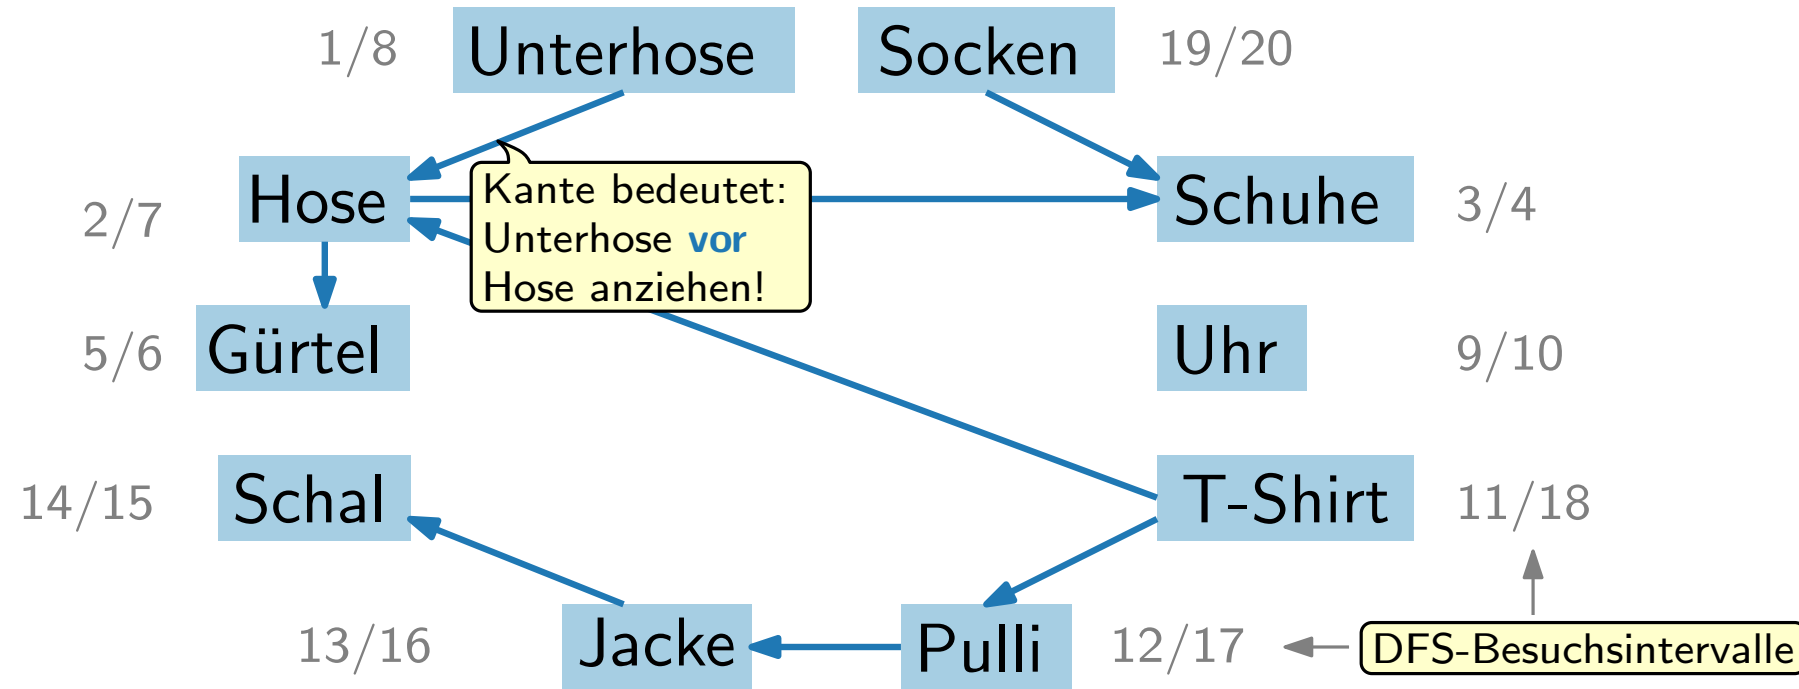 1/8 Unterhose Socken 19/20
Kante bedeutet:
Unterhose vor
Hose anziehen!
2/7 Hose Schuhe 3/4
5/6 Gürtel Uhr 9/10
14/15 Schal T-Shirt 11/18
13/16 Jacke Pulli 12/17 DFS-Besuchsintervalle